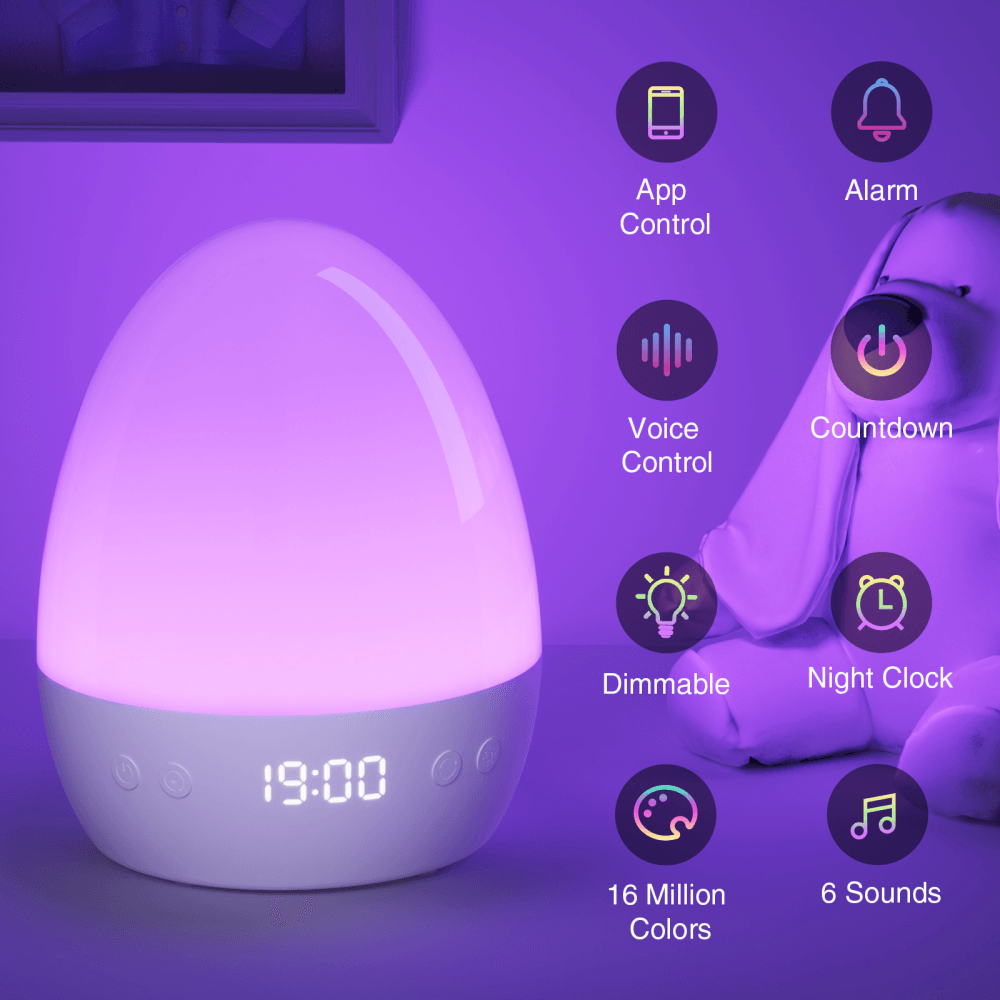 App
Control
Alarm
Voice
Control
Countdown
Dimmable
Night Clock
16 Million
Colors
6 Sounds
19:00